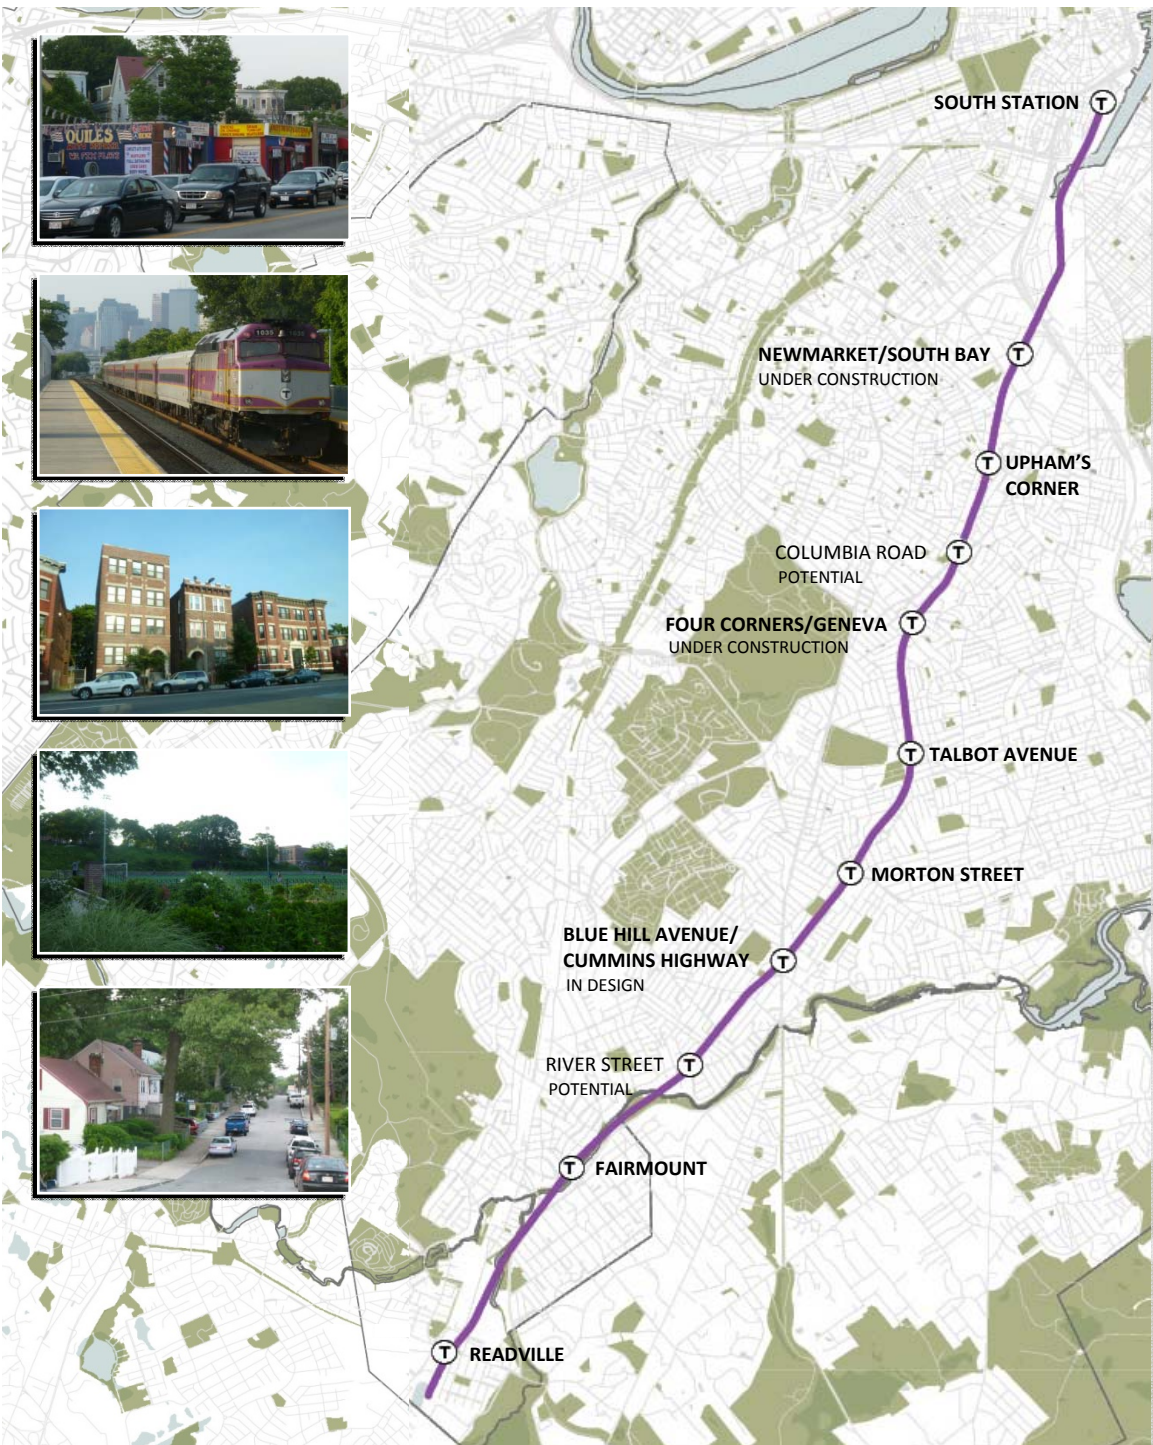 QUILES
1035
T
SOUTH STATION T
NEWMARKET/SOUTH BAY T
UNDER CONSTRUCTION
T UPHAM’S
CORNER
COLUMBIA ROAD T
POTENTIAL
FOUR CORNERS/GENEVA T
UNDER CONSTRUCTION
T TALBOT AVENUE
T MORTON STREET
BLUE HILL AVENUE/
CUMMINS HIGHWAY T
IN DESIGN
RIVER STREET T
POTENTIAL
T FAIRMOUNT
T READVILLE